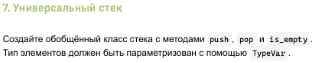 7. Универсальный стек
Создайте обобщённый класс стека с методами push, pop и is_empty.
Тип элементов должен быть параметризован с помощью TypeVar.